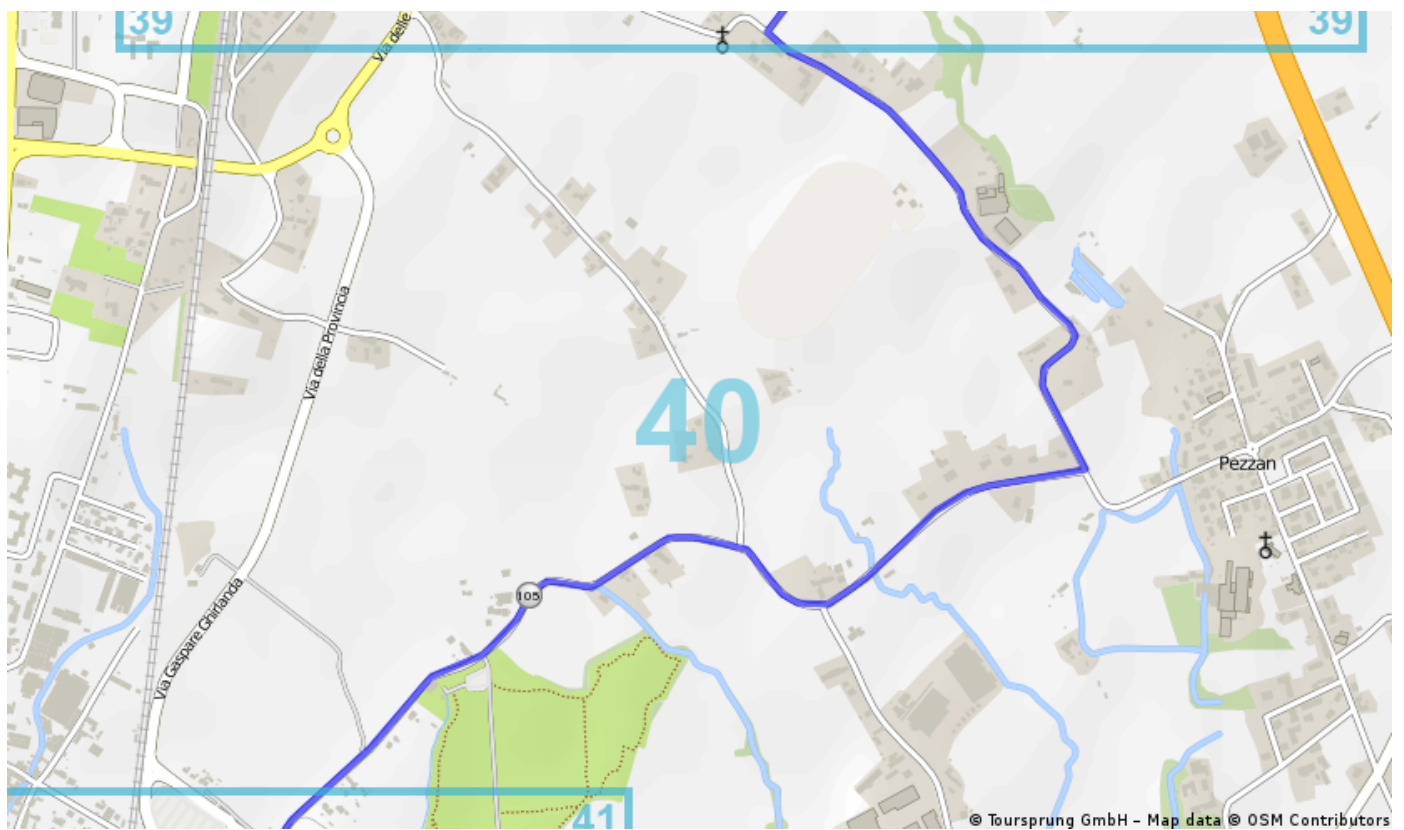 39
39
Via delle
Via della Provincia
40
Pezzan
105
Via Gaspare Ghirlanda
41
© Toursprung GmbH – Map data © OSM Contributors